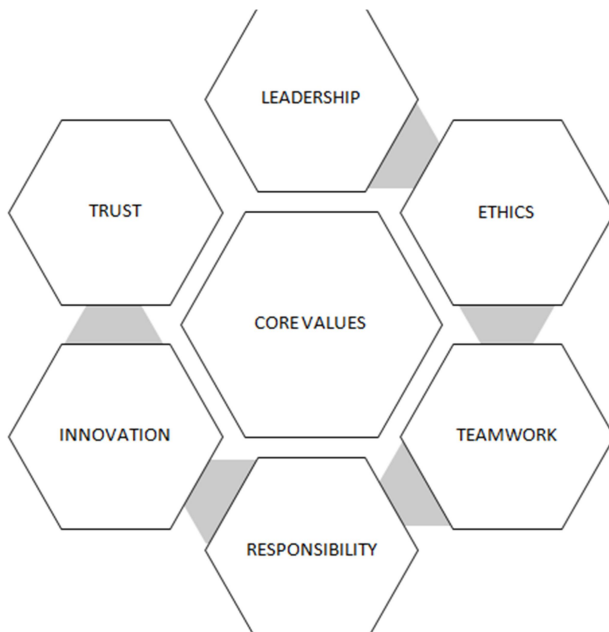 LEADERSHIP
TRUST
ETHICS
CORE VALUES
INNOVATION
TEAMWORK
RESPONSIBILITY